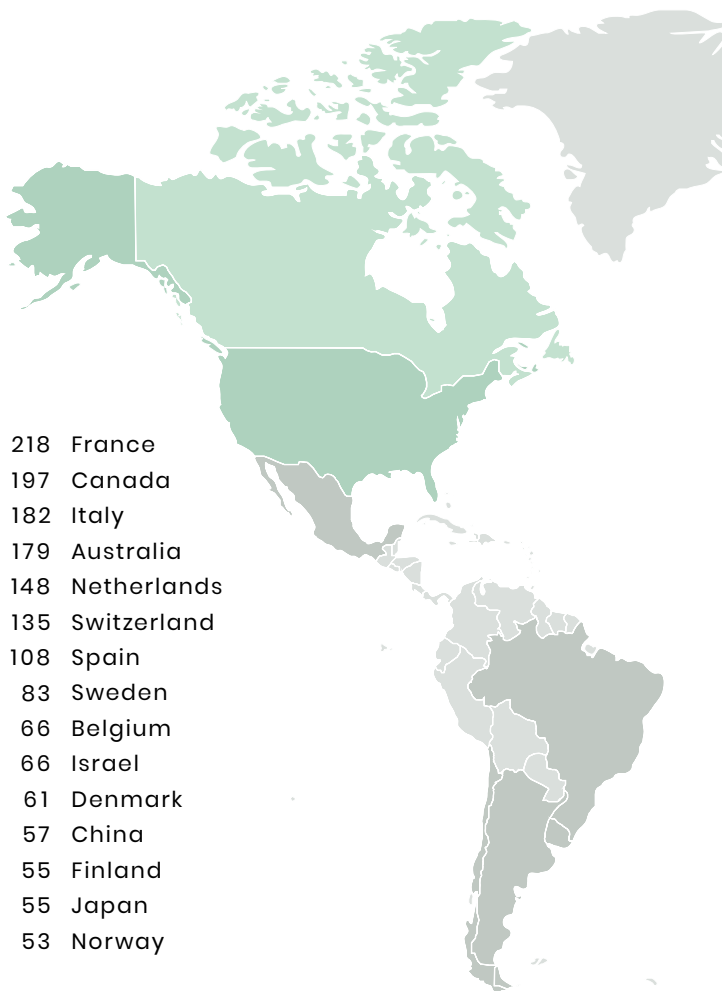 218 France
197 Canada
182 Italy
179 Australia
148 Netherlands
135 Switzerland
108 Spain
83 Sweden
66 Belgium
66 Israel
61 Denmark
57 China
55 Finland
55 Japan
53 Norway